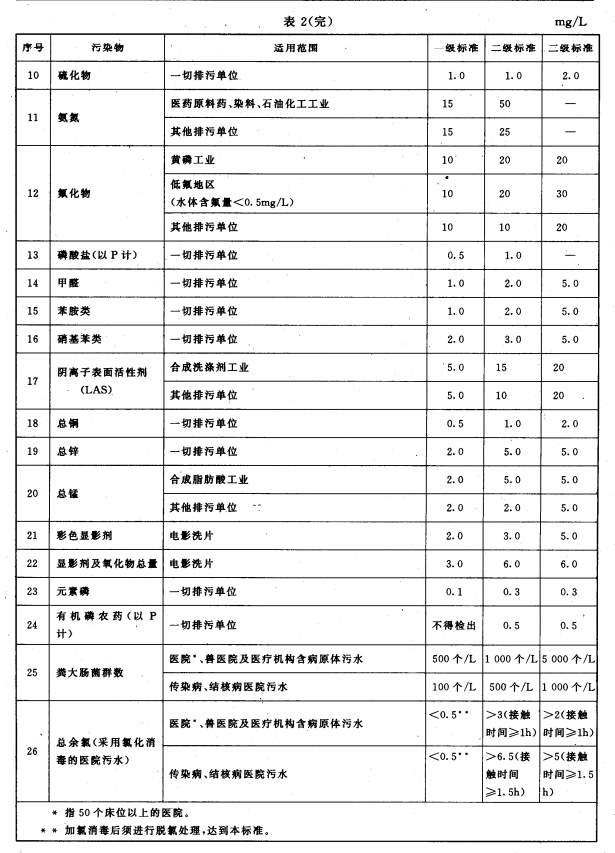 表 2(完)
mg/L
序号 污染物 适用范围 一级标准 二级标准 二级标准
10 硫化物 一切排污单位 1.0 1.0 2.0
11 氨氮 医药原料药、染料、石油化工工业 15 50 —
其他排污单位 15 25 —
12 氟化物 黄磷工业 10 20 20
低氟地区
(水体含氟量<0.5mg/L) 10 20 30
其他排污单位 10 10 20
13 磷酸盐(以 P 计) 一切排污单位 0.5 1.0 —
14 甲醛 一切排污单位 1.0 2.0 5.0
15 苯胺类 一切排污单位 1.0 2.0 5.0
16 硝基苯类 一切排污单位 2.0 3.0 5.0
17 阴离子表面活性剂
(LAS) 合成洗涤剂工业 5.0 15 20
其他排污单位 5.0 10 20
18 总铜 一切排污单位 0.5 1.0 2.0
19 总锌 一切排污单位 2.0 5.0 5.0
20 总锰 合成脂肪酸工业 2.0 5.0 5.0
其他排污单位 2.0 2.0 5.0
21 彩色显影剂 电影洗片 2.0 3.0 5.0
22 显影剂及氧化物总量 电影洗片 3.0 6.0 6.0
23 元素磷 一切排污单位 0.1 0.3 0.3
24 有机磷农药(以 P
计) 一切排污单位 不得检出 0.5 0.5
25 粪大肠菌群数 医院*、兽医院及医疗机构含病原体污水 500 个/L 1 000 个/L 5 000 个/L
传染病、结核病医院污水 100 个/L 500 个/L 1 000 个/L
26 总余氯(采用氯化消
毒的医院污水) 医院*、兽医院及医疗机构含病原体污水 <0.5** >3(接触
时间≥1h) >2(接触
时间≥1h)
传染病、结核病医院污水 <0.5** >6.5(接
触时间
≥1.5h) >5(接触
时间≥1.5
h)
* 指 50 个床位以上的医院。
** 加氯消毒后须进行脱氯处理,达到本标准。